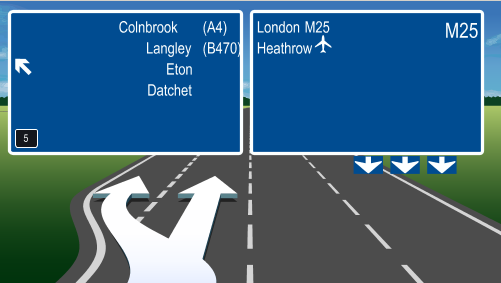 Colnbrook (A4)
Langley (B470)
Eton
Datchet
5
London M25
Heathrow
M25